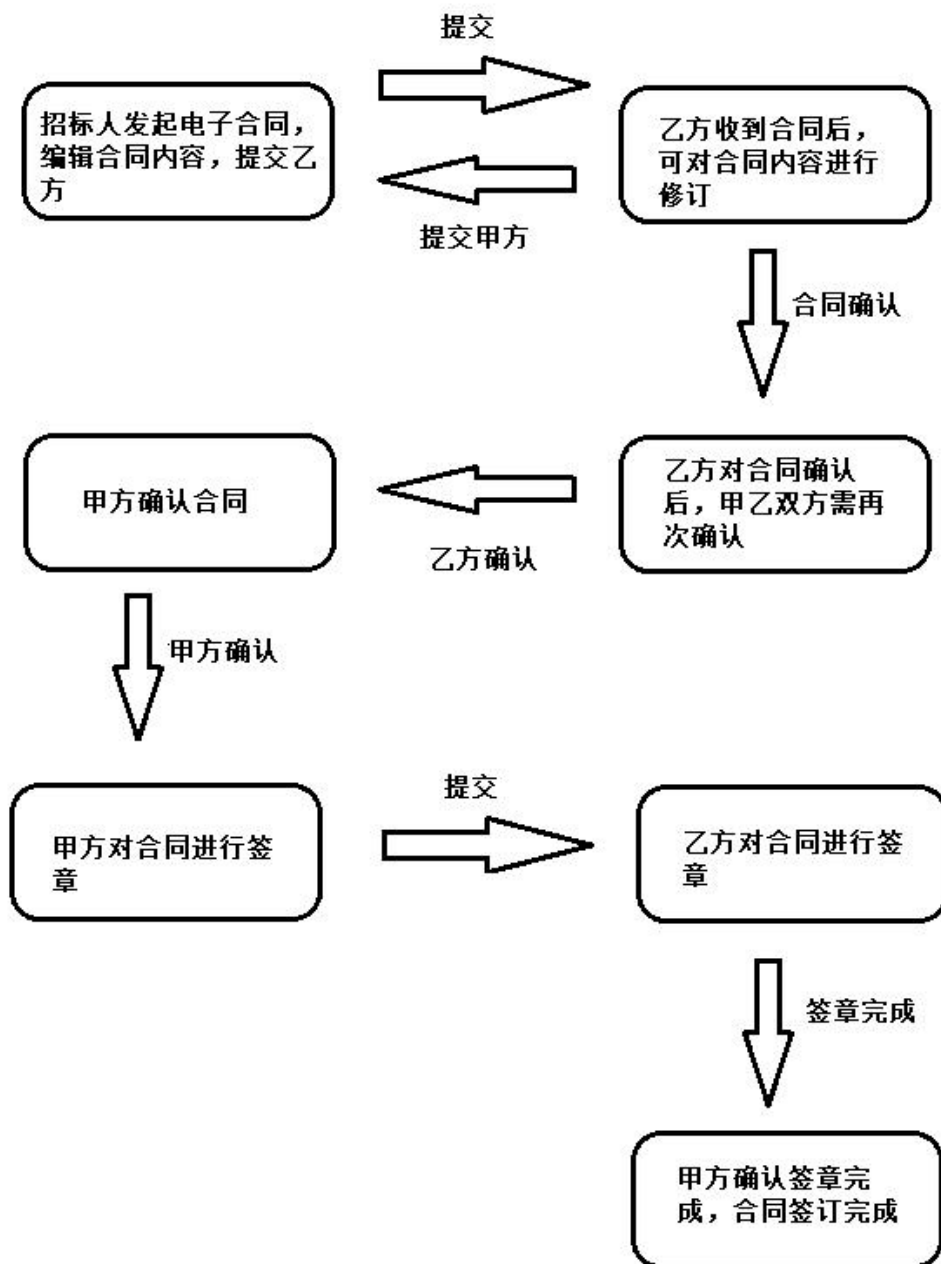 提交
招标人发起电子合同，
编辑合同内容，提交乙
方
乙方收到合同后，
可对合同内容进行
修订
提交甲方
合同确认
乙方对合同确认
后，甲乙双方需再
次确认
甲方确认合同
乙方确认
甲方确认
提交
甲方对合同进行签
章
乙方对合同进行签
章
签章完成
甲方确认签章完
成，合同签订完成